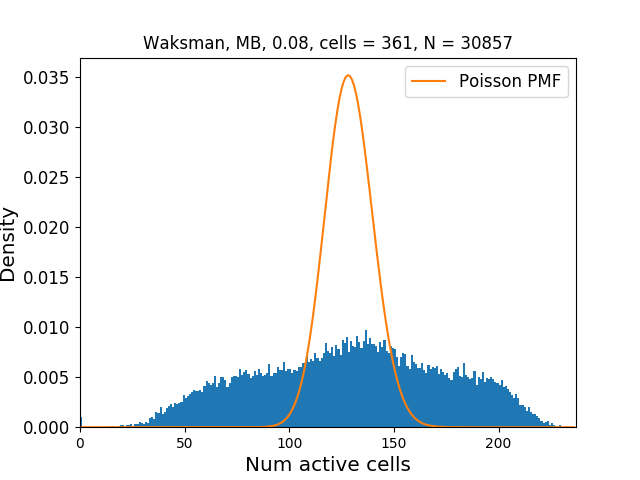 Waksman, MB, 0.08, cells = 361, N = 30857
Poisson PMF
Density
0.035
0.030
0.025
0.020
0.015
0.010
0.005
0.000
0 50 100 150 200
Num active cells